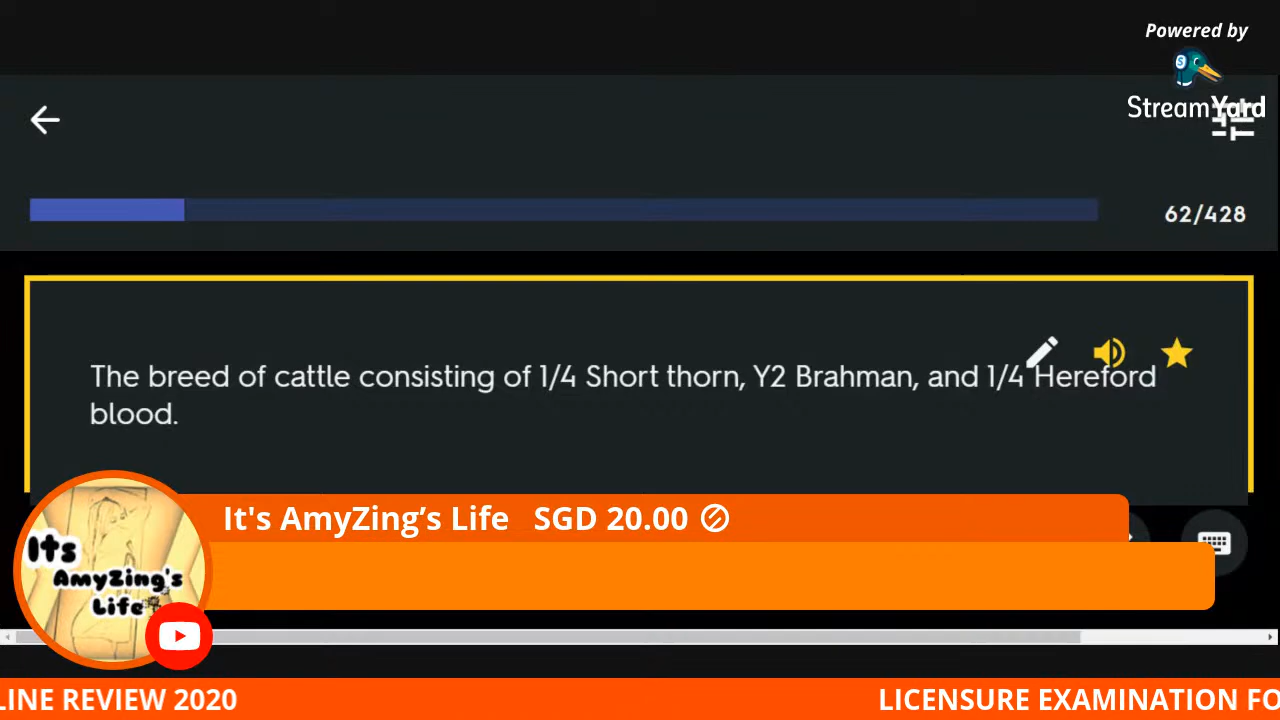 Powered by
StreamYard
62/428
The breed of cattle consisting of 1/4 Short thorn, Y2 Brahman, and 1/4 Hereford
blood.
It's AmyZing’s Life SGD 20.00
Its
AmyZing's
Life
LINE REVIEW 2020 LICENSURE EXAMINATION FO